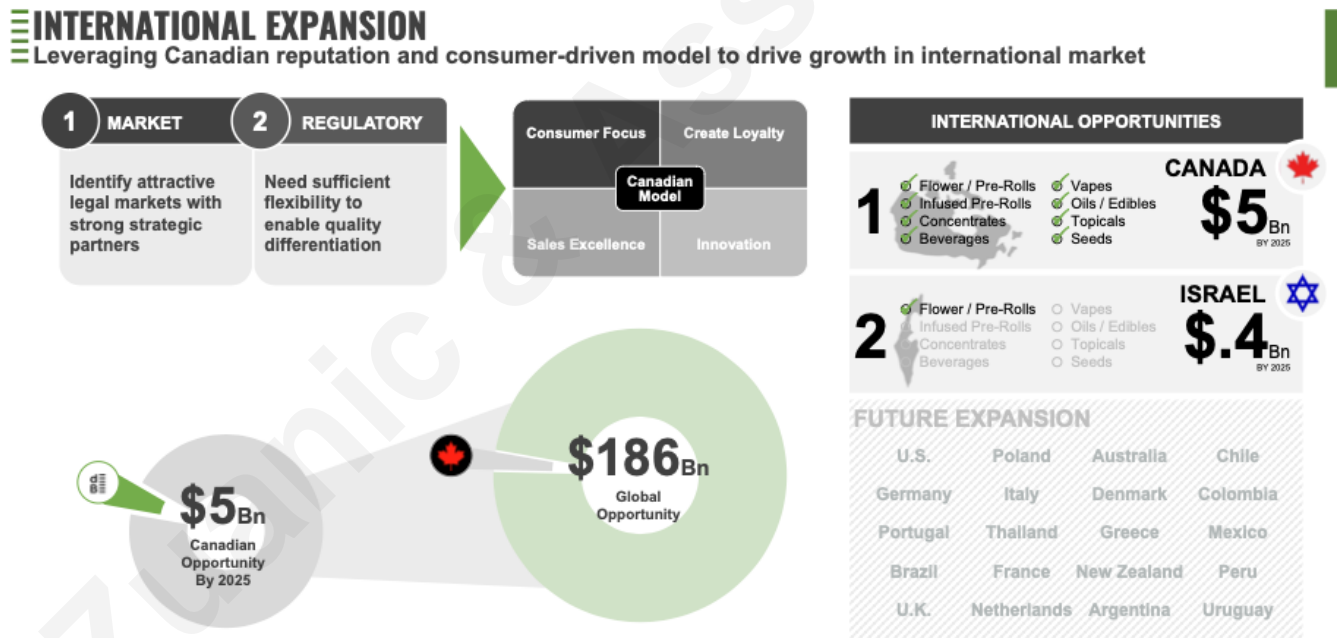 INTERNATIONAL EXPANSION
Leveraging Canadian reputation and consumer-driven model to drive growth in international market
1 MARKET
Identify attractive
legal markets with
strong strategic
partners
2 REGULATORY
Need sufficient
flexibility to
enable quality
differentiation
Consumer Focus
Create Loyalty
Canadian
Model
Sales Excellence
Innovation
$5Bn
Canadian
Opportunity
By 2025
$186Bn
Global
Opportunity
INTERNATIONAL OPPORTUNITIES
1
Flower / Pre-Rolls
Infused Pre-Rolls
Concentrates
Beverages
Vapes
Oils / Edibles
Topicals
Seeds
CANADA
$5Bn
BY 2025
2
Flower / Pre-Rolls
Infused Pre-Rolls
Concentrates
Beverages
Vapes
Oils / Edibles
Topicals
Seeds
ISRAEL
$.4Bn
BY 2025
FUTURE EXPANSION
U.S. Poland Australia Chile
Germany Italy Denmark Colombia
Portugal Thailand Greece Mexico
Brazil France New Zealand Peru
U.K. Netherlands Argentina Uruguay
Zuanic & Ass